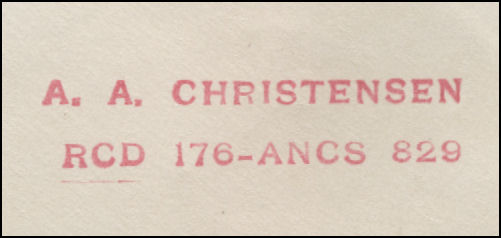 A. A. CHRISTENSEN
RCD 176-ANCS 829